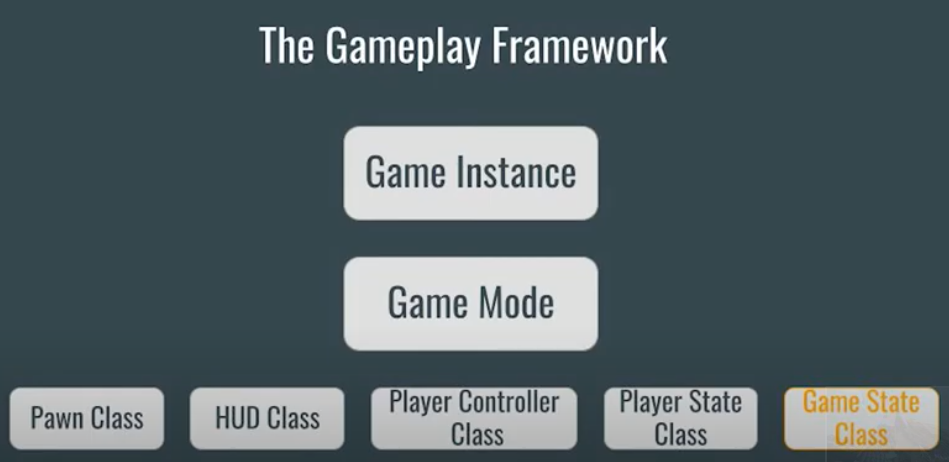 The Gameplay Framework
Game Instance
Game Mode
Pawn Class
HUD Class
Player Controller
Class
Player State
Class
Game State
Class